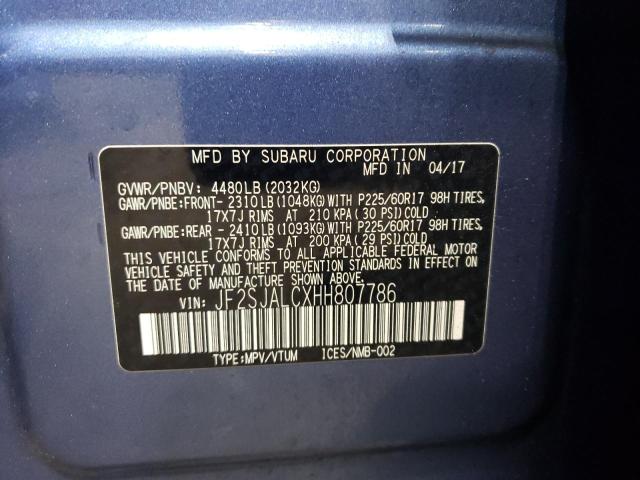 MFD BY SUBARU CORPORATION
MFD IN 04/17
GVWR/PNBV: 4480LB(2032KG)
GAWR/PNBE:FRONT-2310LB(1048KG)WITH P225/60R17 98H TIRES,
17X7J RIMS AT 210 KPA(30 PSI)COLD
GAWR/PNBE:REAR -2410LB(1093KG)WITH P225/60R17 98H TIRES,
17X7J RIMS AT 200 KPA(29 PSI)COLD
THIS VEHICLE CONFORMS TO ALL APPLICABLE FEDERAL MOTOR
VEHICLE SAFETY AND THEFT PREVENTION STANDARDS IN EFFECT
ON THE DATE OF MANUFACTURE SHOWN ABOVE.
VIN: JF2SJALCXHH807786
TYPE:MPV/VTUM ICES/NMB-002